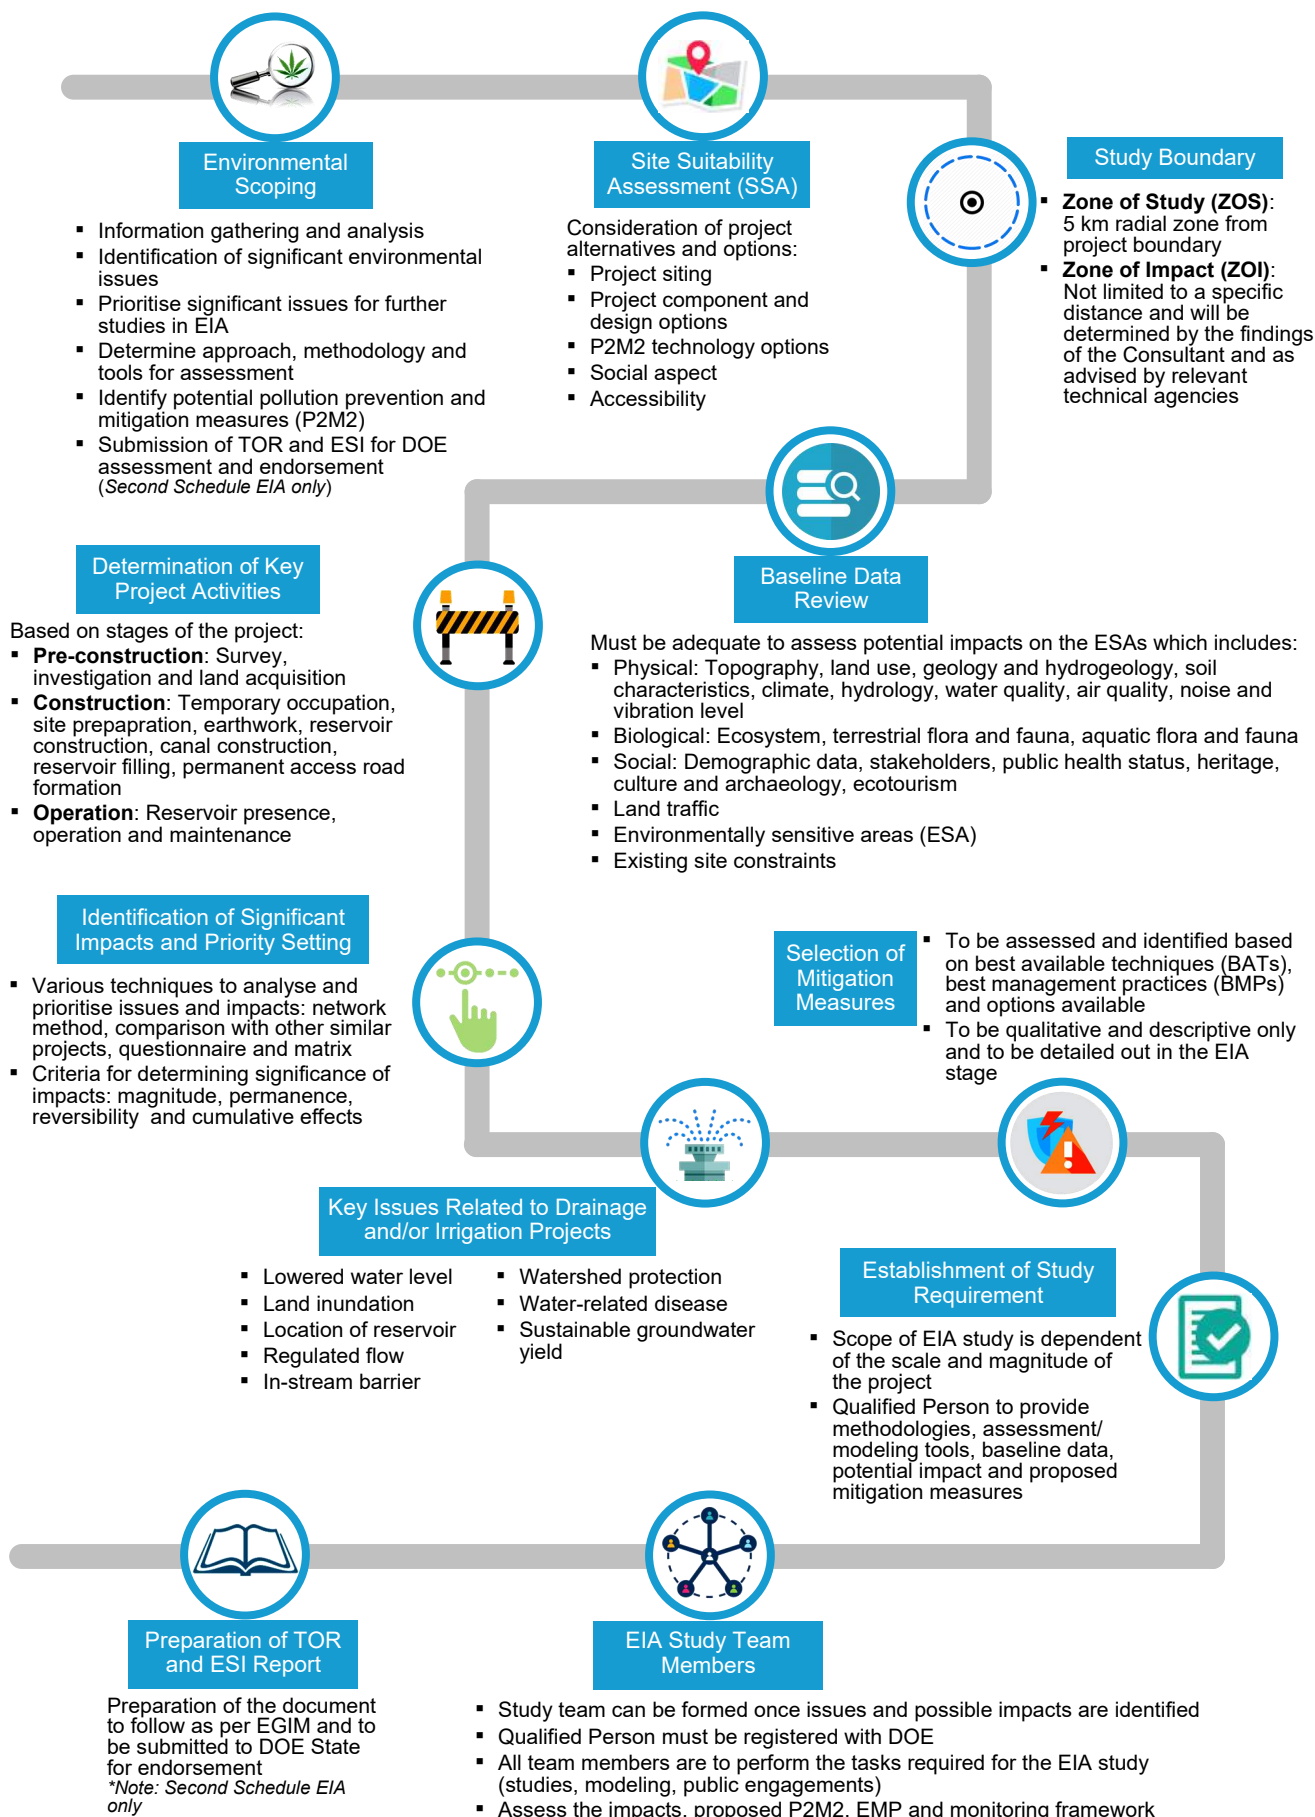 Environmental
Scoping
▪ Information gathering and analysis
▪ Identification of significant environmental
issues
▪ Prioritise significant issues for further
studies in EIA
▪ Determine approach, methodology and
tools for assessment
▪ Identify potential pollution prevention and
mitigation measures (P2M2)
▪ Submission of TOR and ESI for DOE
assessment and endorsement
(Second Schedule EIA only)
Site Suitability
Assessment (SSA)
Consideration of project
alternatives and options:
▪ Project siting
▪ Project component and
design options
▪ P2M2 technology options
▪ Social aspect
▪ Accessibility
Study Boundary
▪ Zone of Study (ZOS):
5 km radial zone from
project boundary
▪ Zone of Impact (ZOI):
Not limited to a specific
distance and will be
determined by the findings
of the Consultant and as
advised by relevant
technical agencies
Baseline Data
Review
Must be adequate to assess potential impacts on the ESAs which includes:
▪ Physical: Topography, land use, geology and hydrogeology, soil
characteristics, climate, hydrology, water quality, air quality, noise and
vibration level
▪ Biological: Ecosystem, terrestrial flora and fauna, aquatic flora and fauna
▪ Social: Demographic data, stakeholders, public health status, heritage,
culture and archaeology, ecotourism
▪ Land traffic
▪ Environmentally sensitive areas (ESA)
▪ Existing site constraints
Determination of Key
Project Activities
Based on stages of the project:
▪ Pre-construction: Survey,
investigation and land acquisition
▪ Construction: Temporary occupation,
site prepapration, earthwork, reservoir
construction, canal construction,
reservoir filling, permanent access road
formation
▪ Operation: Reservoir presence,
operation and maintenance
Identification of Significant
Impacts and Priority Setting
▪ Various techniques to analyse and
prioritise issues and impacts: network
method, comparison with other similar
projects, questionnaire and matrix
▪ Criteria for determining significance of
impacts: magnitude, permanence,
reversibility and cumulative effects
Key Issues Related to Drainage
and/or Irrigation Projects
▪ Lowered water level
▪ Land inundation
▪ Location of reservoir
▪ Regulated flow
▪ In-stream barrier
▪ Watershed protection
▪ Water-related disease
▪ Sustainable groundwater
yield
Selection of
Mitigation
Measures
▪ To be assessed and identified based
on best available techniques (BATs),
best management practices (BMPs)
and options available
▪ To be qualitative and descriptive only
and to be detailed out in the EIA
stage
Establishment of Study
Requirement
▪ Scope of EIA study is dependent
of the scale and magnitude of
the project
▪ Qualified Person to provide
methodologies, assessment/
modeling tools, baseline data,
potential impact and proposed
mitigation measures
EIA Study Team
Members
▪ Study team can be formed once issues and possible impacts are identified
▪ Qualified Person must be registered with DOE
▪ All team members are to perform the tasks required for the EIA study
(studies, modeling, public engagements)
▪ Assess the impacts, proposed P2M2, EMP and monitoring framework
Preparation of TOR
and ESI Report
Preparation of the document
to follow as per EGIM and to
be submitted to DOE State
for endorsement
*Note: Second Schedule EIA
only